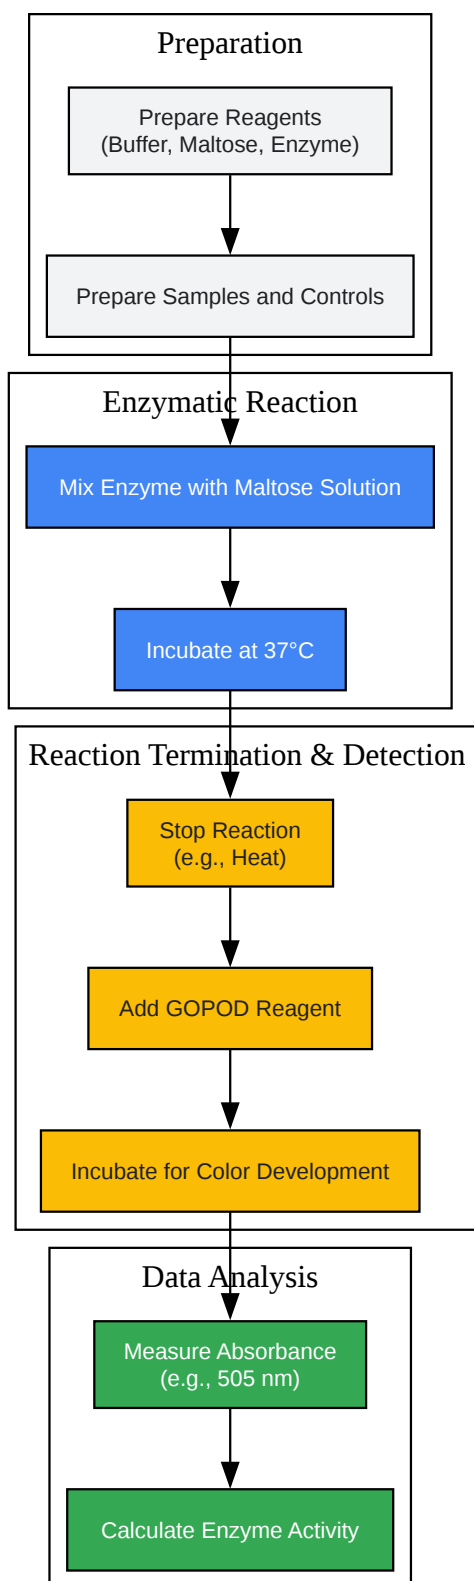 Preparation
Prepare Reagents
(Buffer, Maltose, Enzyme)
Prepare Samples and Controls
Enzymatic Reaction
Mix Enzyme with Maltose Solution
Incubate at 37°C
Reaction Termination & Detection
Stop Reaction
(e.g., Heat)
Add GOPOD Reagent
Incubate for Color Development
Data Analysis
Measure Absorbance
(e.g., 505 nm)
Calculate Enzyme Activity